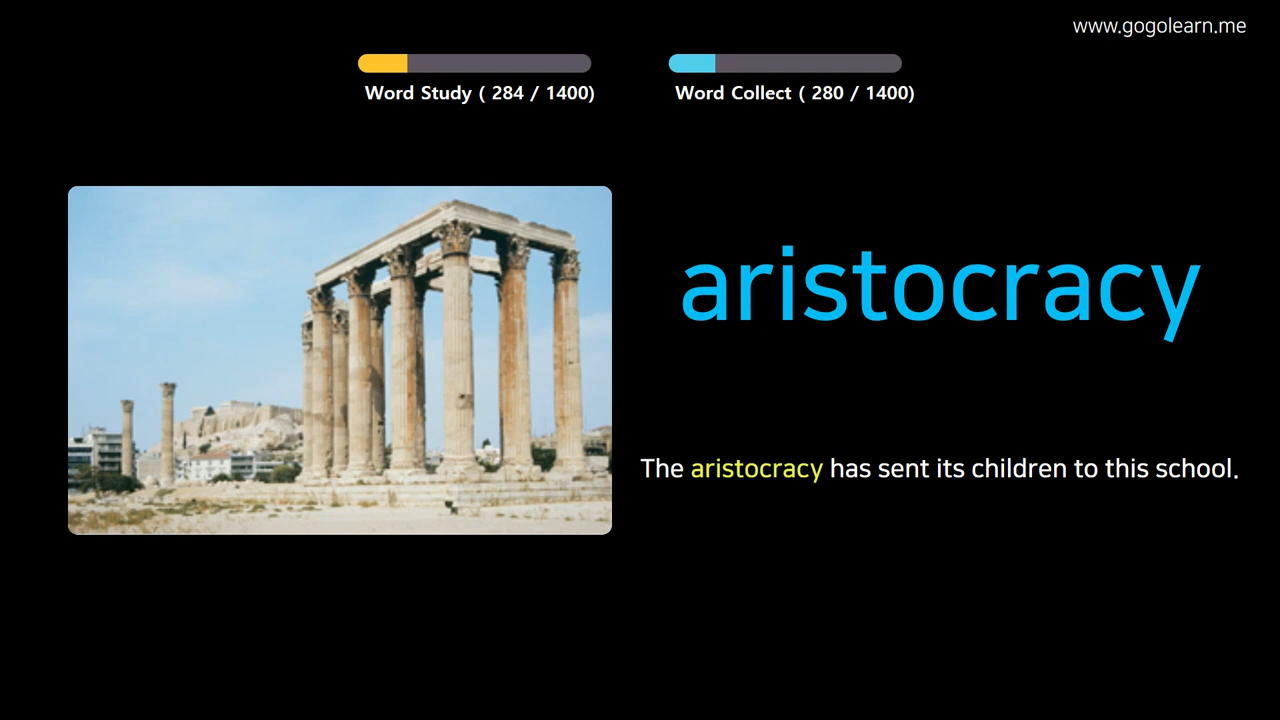 www.gogolearn.me
Word Study ( 284 / 1400)
Word Collect ( 280 / 1400)
aristocracy
The aristocracy has sent its children to this school.